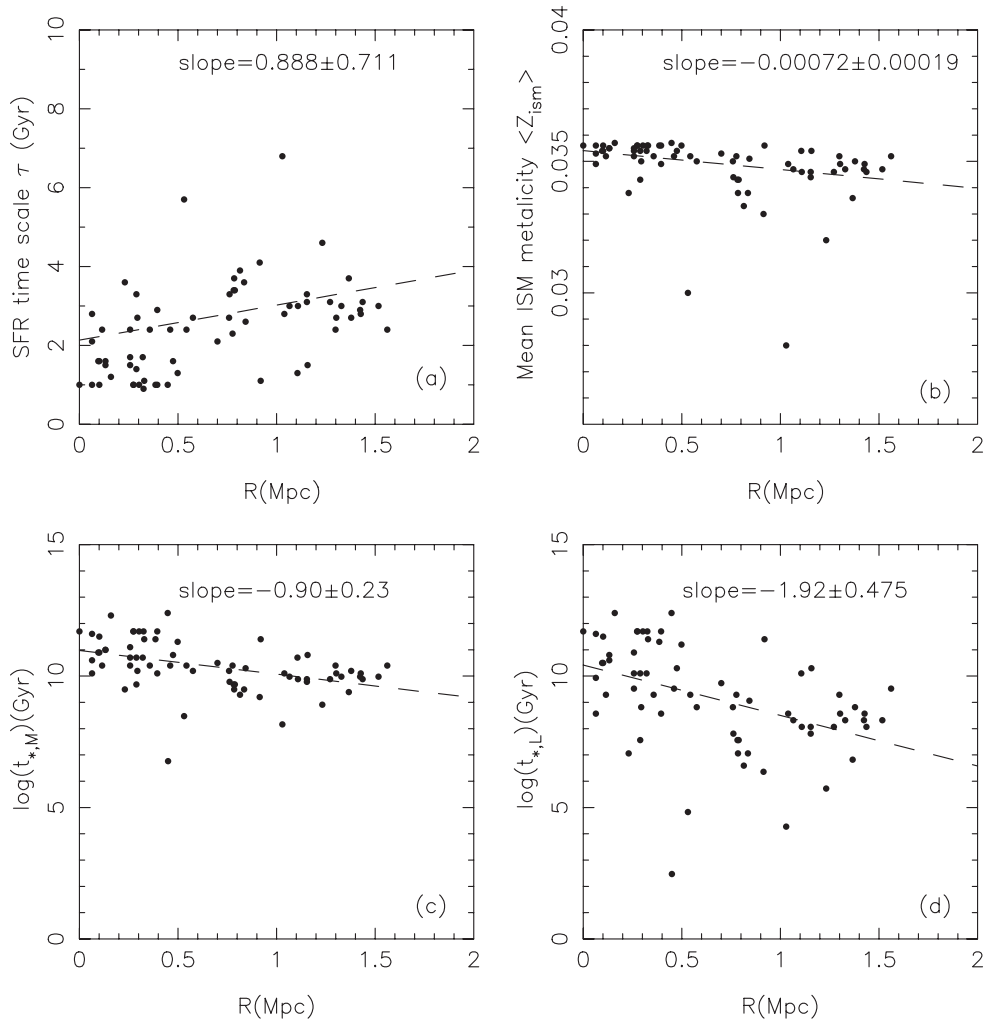 10
8
6
4
2
0
SFR time scale τ (Gyr)
slope=0.888±0.711
(a)
0 0.5 1 1.5 2
R(Mpc)
0.04
0.035
0.03
Mean ISM metalicity <Z_ism>
slope=−0.00072±0.00019
(b)
0 0.5 1 1.5 2
R(Mpc)
15
10
5
0
log(t_*,M)(Gyr)
slope=−0.90±0.23
(c)
0 0.5 1 1.5 2
R(Mpc)
15
10
5
0
log(t_*,L)(Gyr)
slope=−1.92±0.475
(d)
0 0.5 1 1.5 2
R(Mpc)